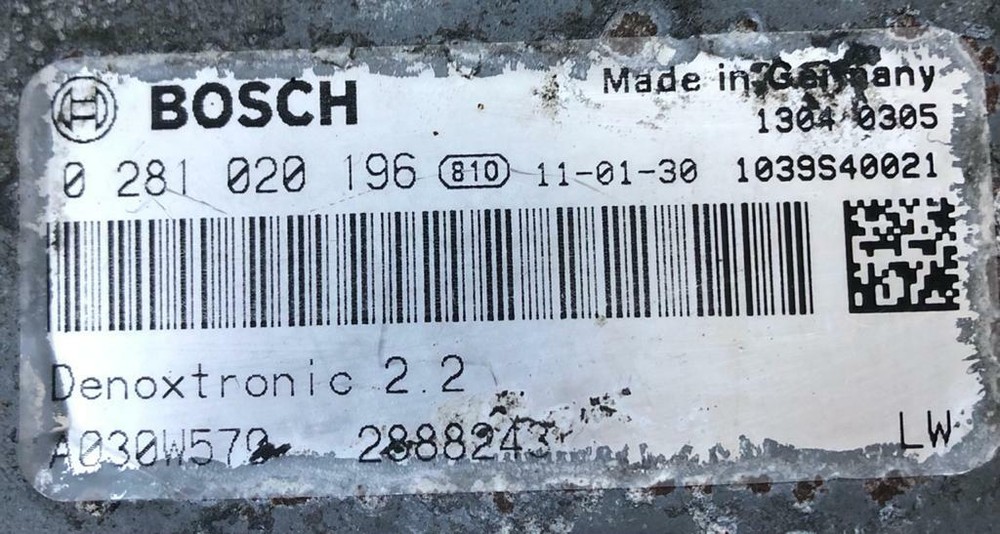 BOSCH
Made in Germany
1304 0305
0 281 020 196 810 11-01-30 1039S40021
Denoxtronic 2.2
A030W570 2888243
LW